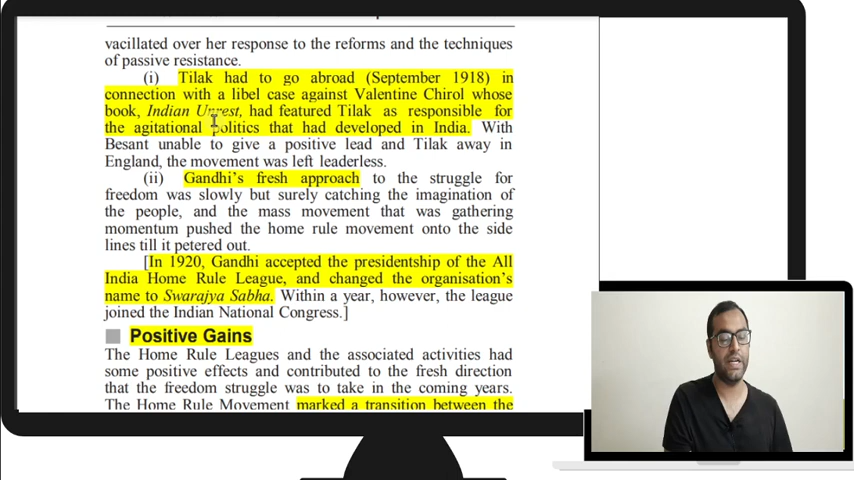 vacillated over her response to the reforms and the techniques
of passive resistance.
(i) Tilak had to go abroad (September 1918) in
connection with a libel case against Valentine Chirol whose
book, Indian Unrest, had featured Tilak as responsible for
the agitational politics that had developed in India. With
Besant unable to give a positive lead and Tilak away in
England, the movement was left leaderless.
(ii) Gandhi's fresh approach to the struggle for
freedom was slowly but surely catching the imagination of
the people, and the mass movement that was gathering
momentum pushed the home rule movement onto the side
lines till it petered out.
[In 1920, Gandhi accepted the presidentship of the All
India Home Rule League, and changed the organisation's
name to Swarajya Sabha. Within a year, however, the league
joined the Indian National Congress.]
Positive Gains
The Home Rule Leagues and the associated activities had
some positive effects and contributed to the fresh direction
that the freedom struggle was to take in the coming years.
The Home Rule Movement marked a transition between the